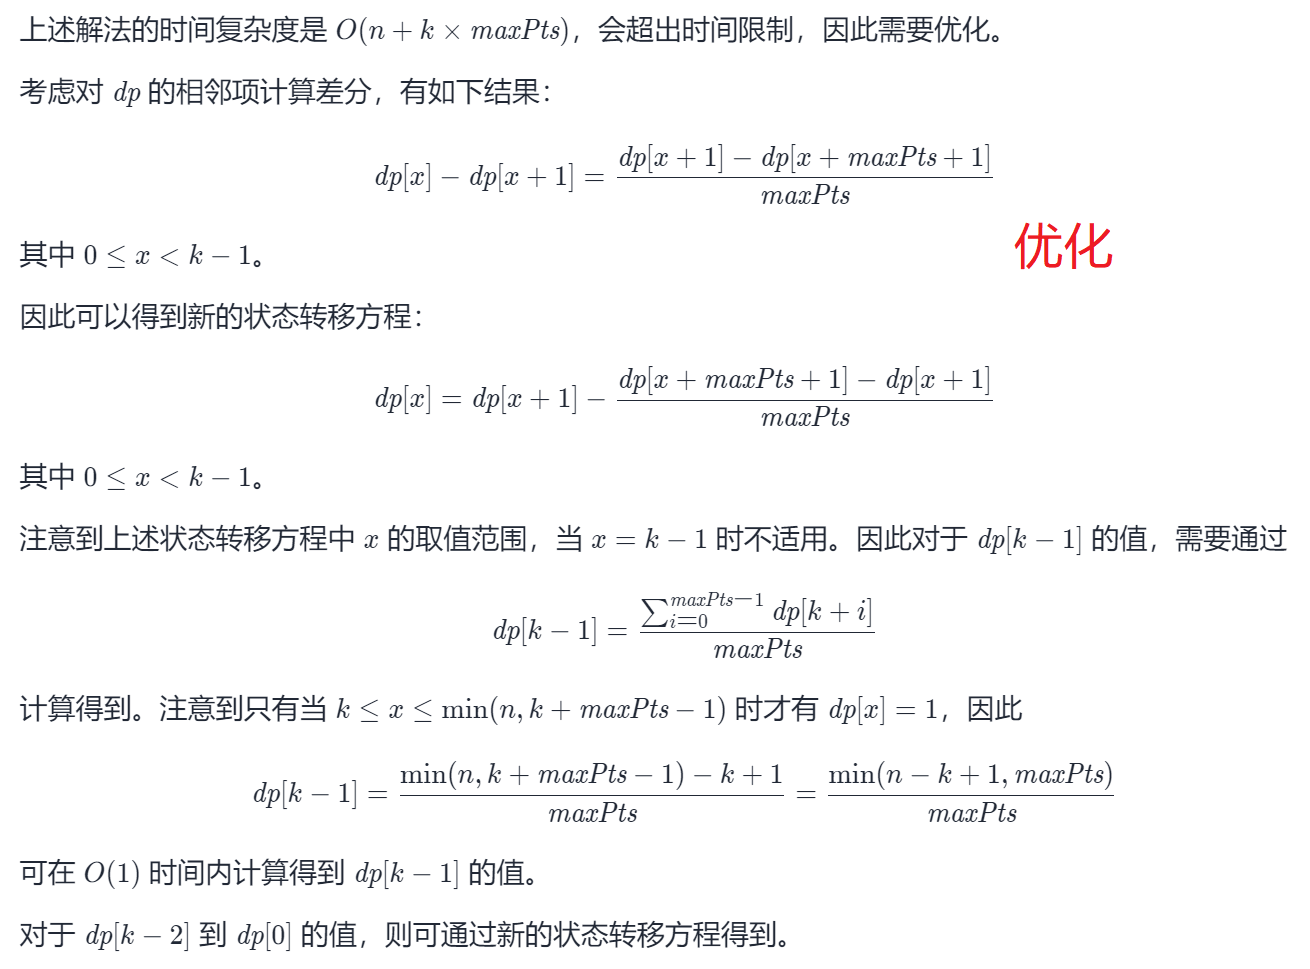 上述解法的时间复杂度是 O(n + k × maxPts)，会超出时间限制，因此需要优化。
考虑对 dp 的相邻项计算差分，有如下结果：
dp[x] − dp[x + 1] = \frac{dp[x + 1] − dp[x + maxPts + 1]}{maxPts}
其中 0 ≤ x < k − 1。
优化
因此可以得到新的状态转移方程：
dp[x] = dp[x + 1] − \frac{dp[x + maxPts + 1] − dp[x + 1]}{maxPts}
其中 0 ≤ x < k − 1。
注意到上述状态转移方程中 x 的取值范围，当 x = k − 1 时不适用。因此对于 dp[k − 1] 的值，需要通过
dp[k − 1] = \frac{\sum_{i=0}^{maxPts−1} dp[k + i]}{maxPts}
计算得到。注意到只有当 k ≤ x ≤ min(n, k + maxPts − 1) 时才有 dp[x] = 1，因此
dp[k − 1] = \frac{min(n, k + maxPts − 1) − k + 1}{maxPts} = \frac{min(n − k + 1, maxPts)}{maxPts}
可在 O(1) 时间内计算得到 dp[k − 1] 的值。
对于 dp[k − 2] 到 dp[0] 的值，则可通过新的状态转移方程得到。